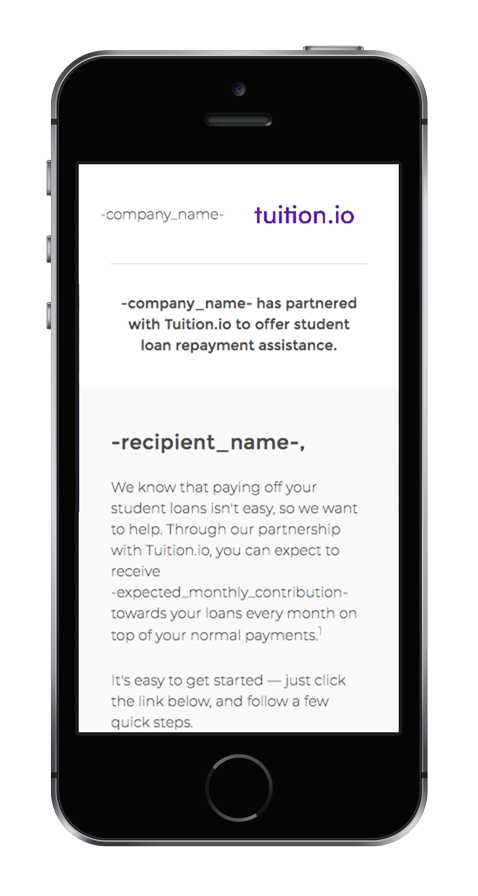 -company_name- tuition.io
-company_name- has partnered
with Tuition.io to offer student
loan repayment assistance.
-recipient_name-,
We know that paying off your
student loans isn't easy, so we want
to help. Through our partnership
with Tuition.io, you can expect to
receive
-expected_monthly_contribution-
towards your loans every month on
top of your normal payments.¹
It's easy to get started — just click
the link below, and follow a few
quick steps.